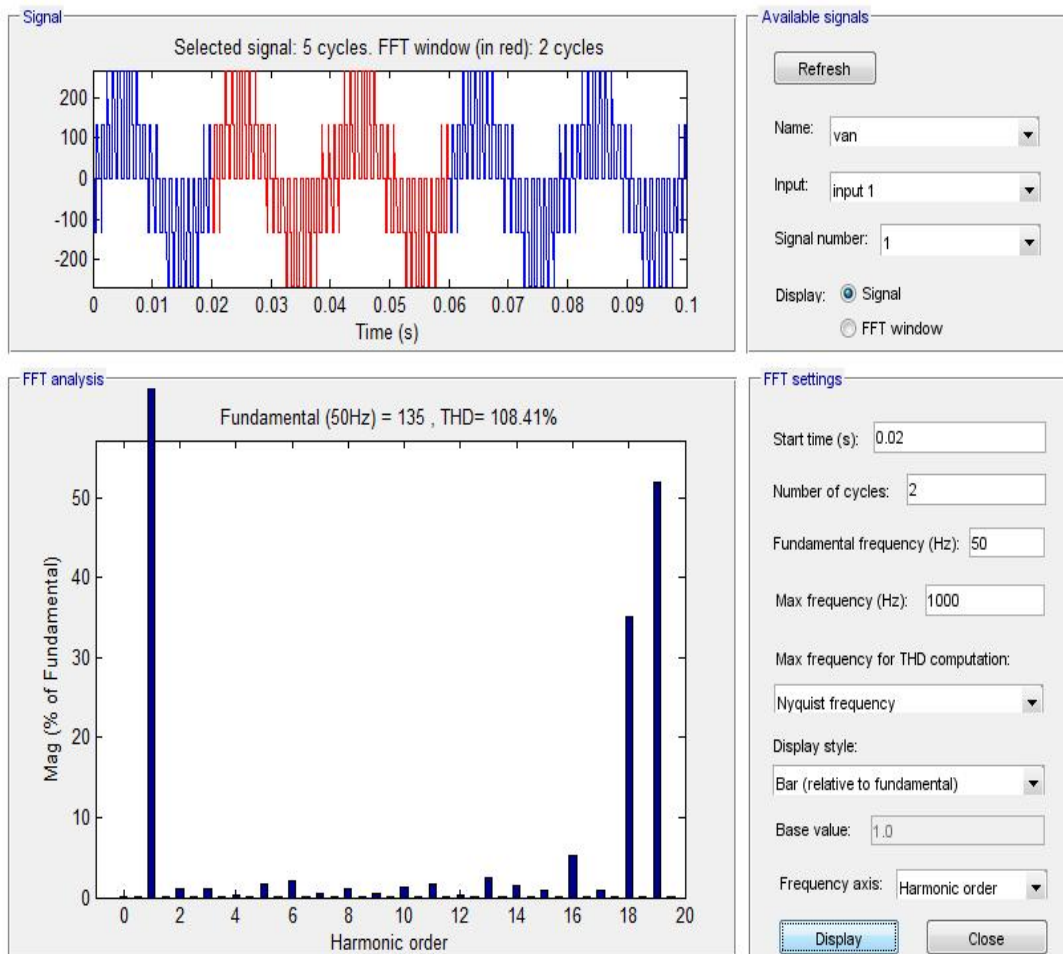 Signal
Selected signal: 5 cycles. FFT window (in red): 2 cycles
200
100
0
-100
-200
0 0.01 0.02 0.03 0.04 0.05 0.06 0.07 0.08 0.09 0.1
Time (s)
Available signals
Refresh
Name: van
Input: input 1
Signal number: 1
Display: Signal
FFT window
FFT analysis
Fundamental (50Hz) = 135 , THD= 108.41%
Mag (% of Fundamental)
50
40
30
20
10
0
0 2 4 6 8 10 12 14 16 18 20
Harmonic order
FFT settings
Start time (s): 0.02
Number of cycles: 2
Fundamental frequency (Hz): 50
Max frequency (Hz): 1000
Max frequency for THD computation:
Nyquist frequency
Display style:
Bar (relative to fundamental)
Base value: 1.0
Frequency axis: Harmonic order
Display Close